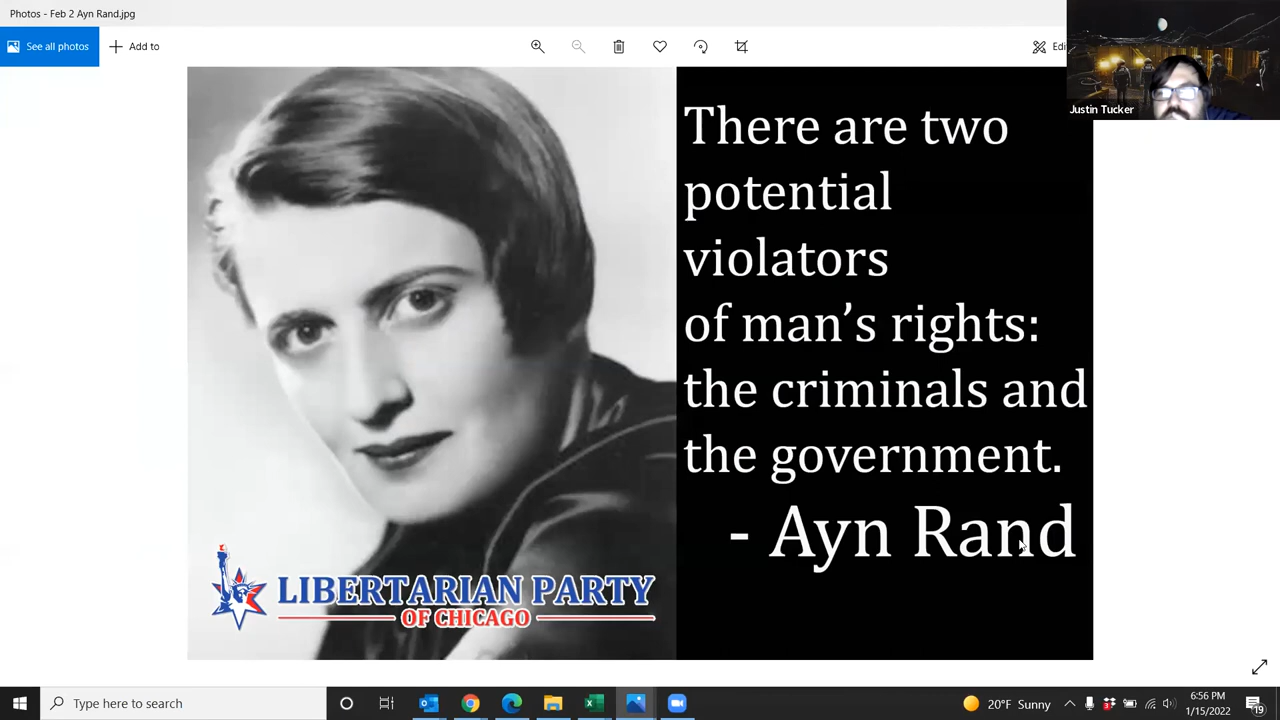 Photos - Feb 2 Ayn Rand.jpg
See all photos
Add to
Justin Tucker
There are two
potential
violators
of man's rights:
the criminals and
the government.
- Ayn Rand
LIBERTARIAN PARTY
OF CHICAGO
Type here to search
20°F Sunny
6:56 PM
1/15/2022
19